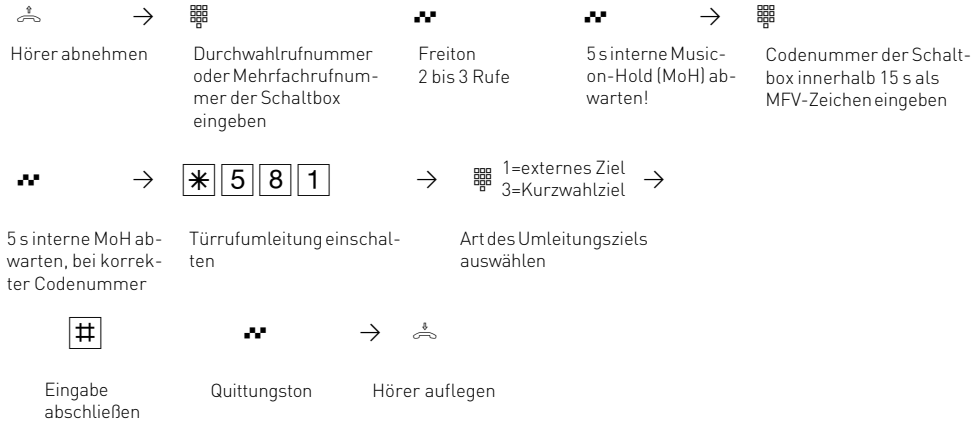 Hörer abnehmen
Durchwahlrufnummer
oder Mehrfachrufnum-
mer der Schaltbox
eingeben
Freiton
2 bis 3 Rufe
5 s interne Music-
on-Hold (MoH) ab-
warten!
Codenummer der Schalt-
box innerhalb 15 s als
MFV-Zeichen eingeben
* 5 8 1
1=externes Ziel
3=Kurzwahlziel
5 s interne MoH ab-
warten, bei korrek-
ter Codenummer
Türrufumleitung einschal-
ten
Art des Umleitungsziels
auswählen
#
Eingabe
abschließen
Quittungston
Hörer auflegen